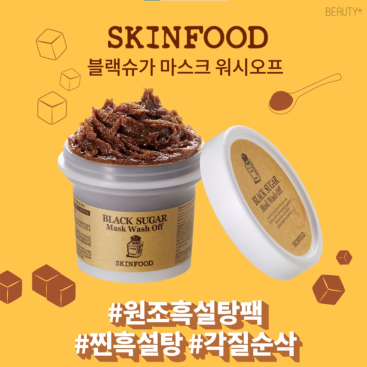 BEAUTY+
SKINFOOD
블랙슈가 마스크 워시오프
BLACK SUGAR
Mask Wash Off
SKINFOOD
BLACK SUGAR
Mask Wash Off
SKINFOOD
#원조흑설탕팩
#찐흑설탕 #각질순삭